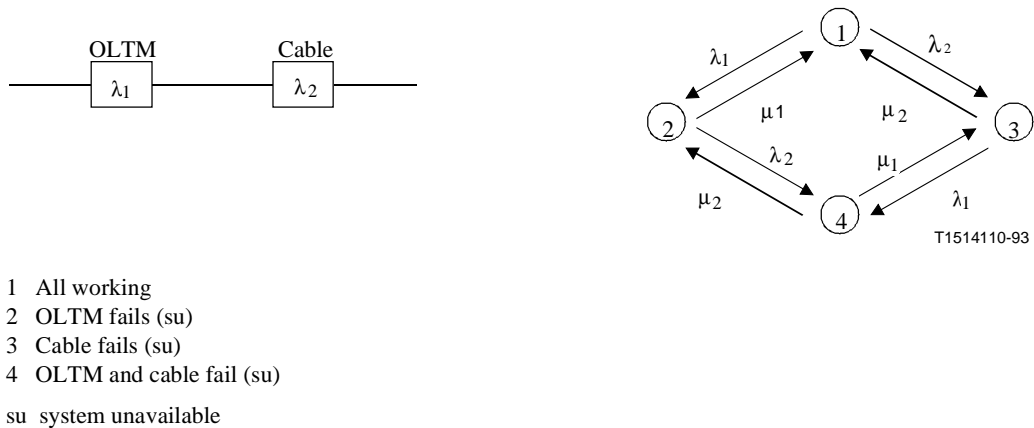 OLTM Cable
λ1 λ2
1
λ1 λ2
μ1 μ2
2 3
λ2 μ1
μ2 λ1
4
T1514110-93
1 All working
2 OLTM fails (su)
3 Cable fails (su)
4 OLTM and cable fail (su)
su system unavailable